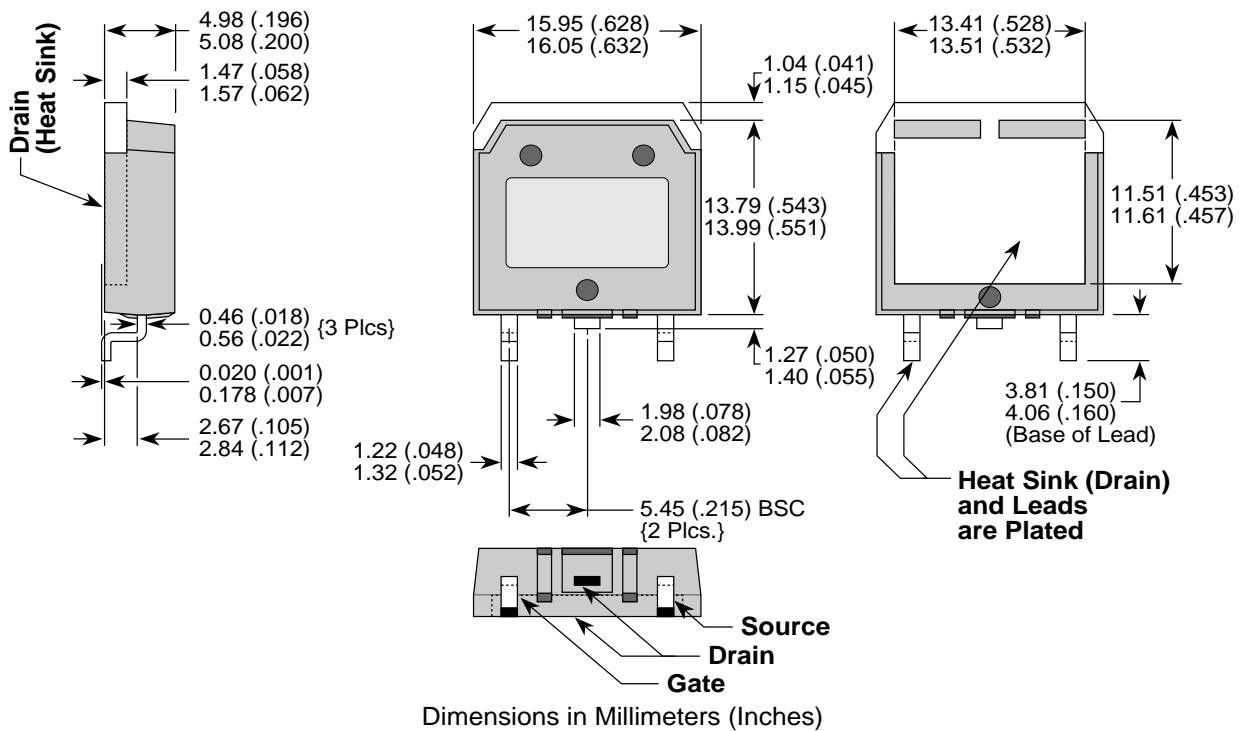 4.98 (.196)
5.08 (.200)
1.47 (.058)
1.57 (.062)
Drain
(Heat Sink)
0.46 (.018)
0.56 (.022)
{3 Plcs}
0.020 (.001)
0.178 (.007)
2.67 (.105)
2.84 (.112)
15.95 (.628)
16.05 (.632)
1.04 (.041)
1.15 (.045)
13.79 (.543)
13.99 (.551)
1.27 (.050)
1.40 (.055)
1.98 (.078)
2.08 (.082)
1.22 (.048)
1.32 (.052)
5.45 (.215) BSC
{2 Plcs.}
13.41 (.528)
13.51 (.532)
11.51 (.453)
11.61 (.457)
3.81 (.150)
4.06 (.160)
(Base of Lead)
Heat Sink (Drain)
and Leads
are Plated
Source
Drain
Gate
Dimensions in Millimeters (Inches)